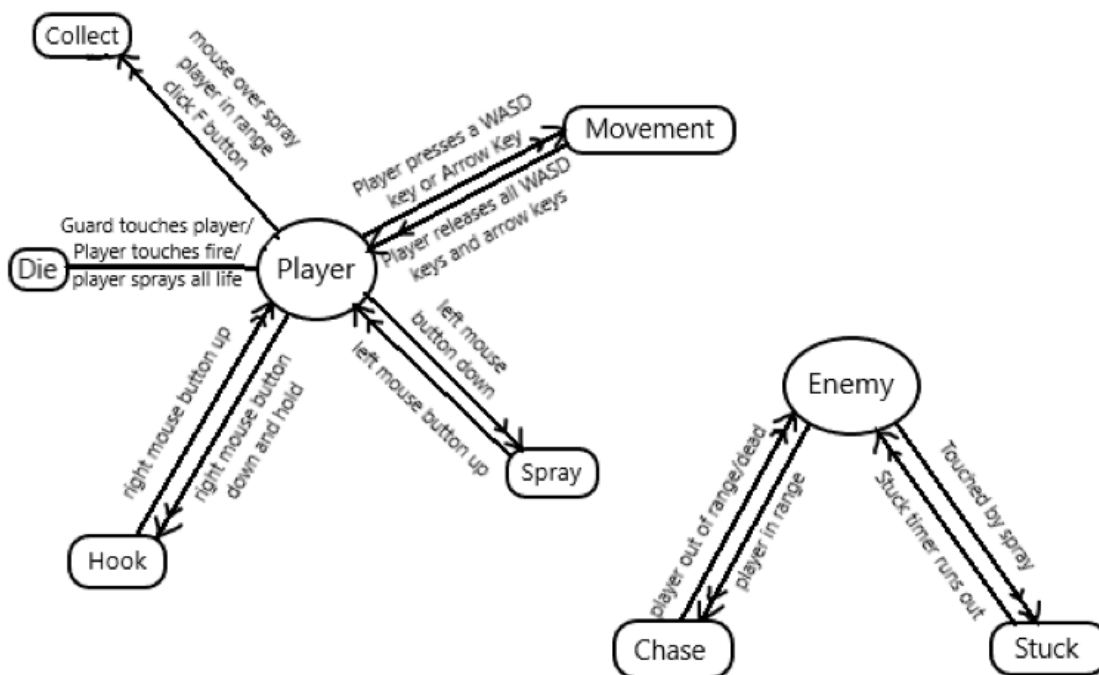 Collect
mouse over spray
player in range
click F button
Player presses a WASD
key or Arrow Key
Movement
Player releases all WASD
keys and arrow keys
Guard touches player/
Player touches fire/
player sprays all life
Die
Player
left mouse
button down
left mouse button up
Spray
right mouse button up
right mouse button
down and hold
Hook
Enemy
player out of range/dead
player in range
Touched by spray
Stuck timer runs out
Chase
Stuck